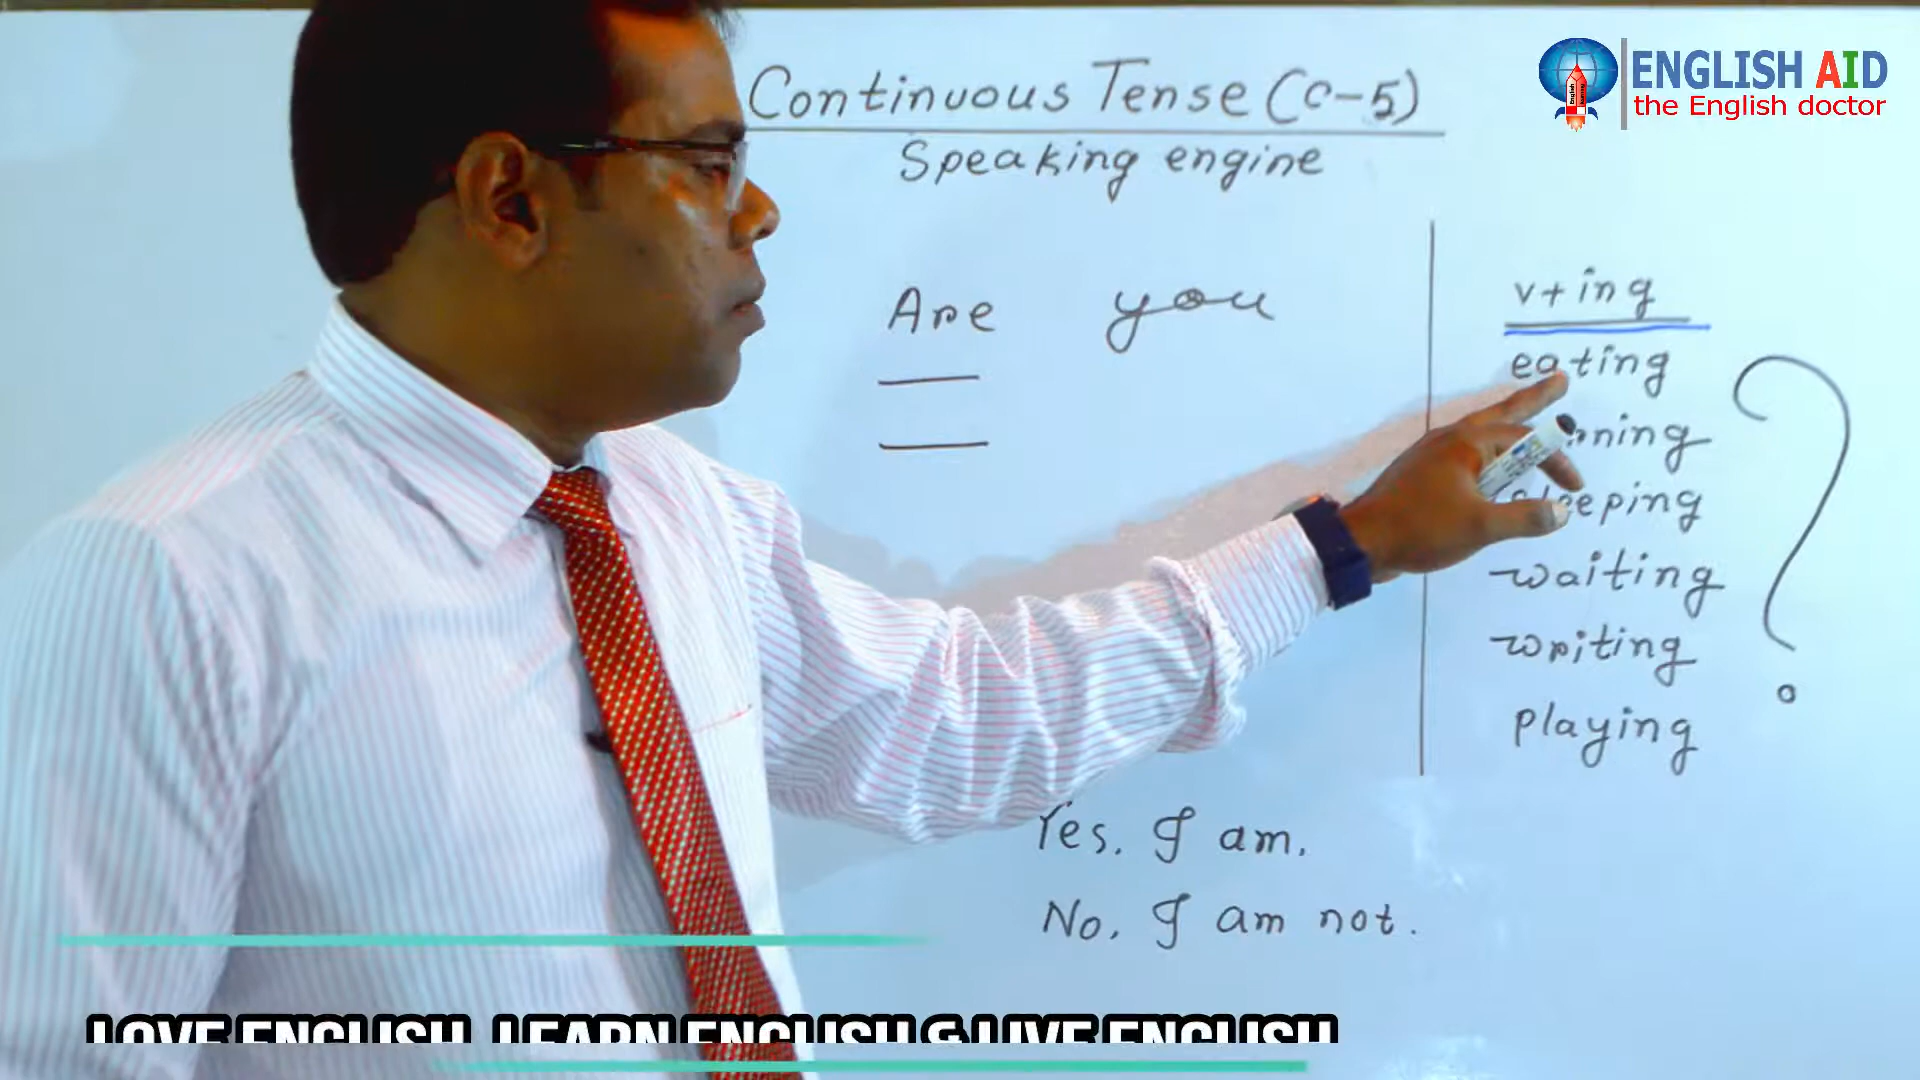 Continuous Tense (C-5)
Speaking engine
ENGLISH AID
the English doctor
Are you
v+ing
eating
waiting
writing
playing
Yes. I am.
No. I am not.
LOVE ENGLISH, LEARN ENGLISH & LIVE ENGLISH